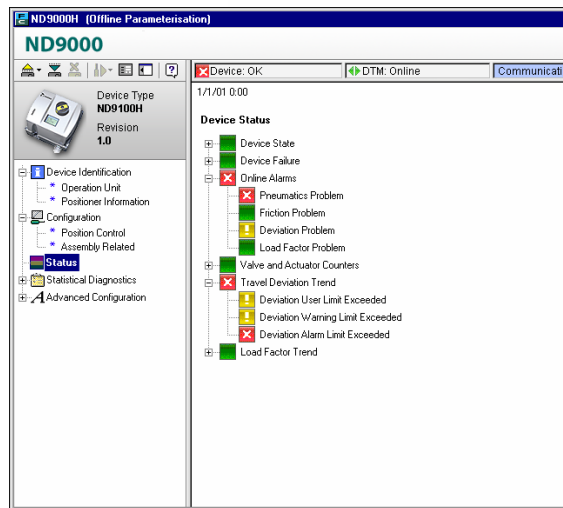 ND9000H (Offline Parameterisation)
ND9000
Device: OK
DTM: Online
Communicati
Device Type
ND9100H
Revision
1.0
Device Identification
* Operation Unit
* Positioner Information
Configuration
* Position Control
* Assembly Related
Status
Statistical Diagnostics
Advanced Configuration
1/1/01 0:00
Device Status
Device State
Device Failure
Online Alarms
Pneumatics Problem
Friction Problem
Deviation Problem
Load Factor Problem
Valve and Actuator Counters
Travel Deviation Trend
Deviation User Limit Exceeded
Deviation Warning Limit Exceeded
Deviation Alarm Limit Exceeded
Load Factor Trend